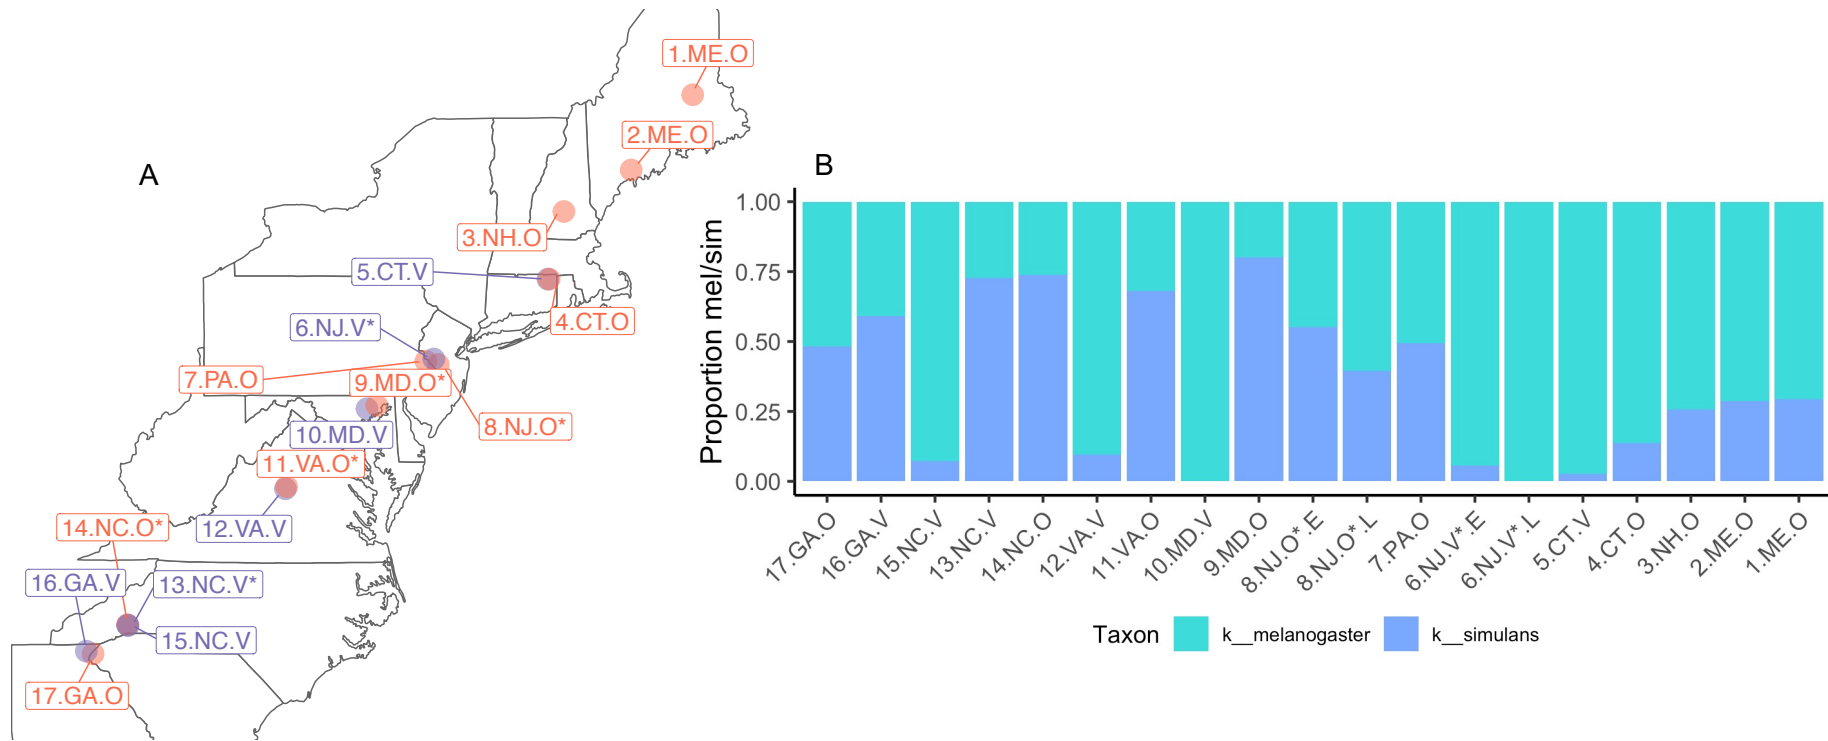 A
1.ME.O
2.ME.O
3.NH.O
5.CT.V
4.CT.O
6.NJ.V*
7.PA.O
9.MD.O*
8.NJ.O*
10.MD.V
11.VA.O*
14.NC.O*
12.VA.V
16.GA.V
13.NC.V*
15.NC.V
17.GA.O
B
Proportion mel/sim
1.00
0.75
0.50
0.25
0.00
17.GA.O
16.GA.V
15.NC.V
13.NC.V
14.NC.O
12.VA.V
11.VA.O
10.MD.V
9.MD.O
8.NJ.O*.E
8.NJ.O*.L
7.PA.O
6.NJ.V*.E
6.NJ.V*.L
5.CT.V
4.CT.O
3.NH.O
2.ME.O
1.ME.O
Taxon k__melanogaster k__simulans